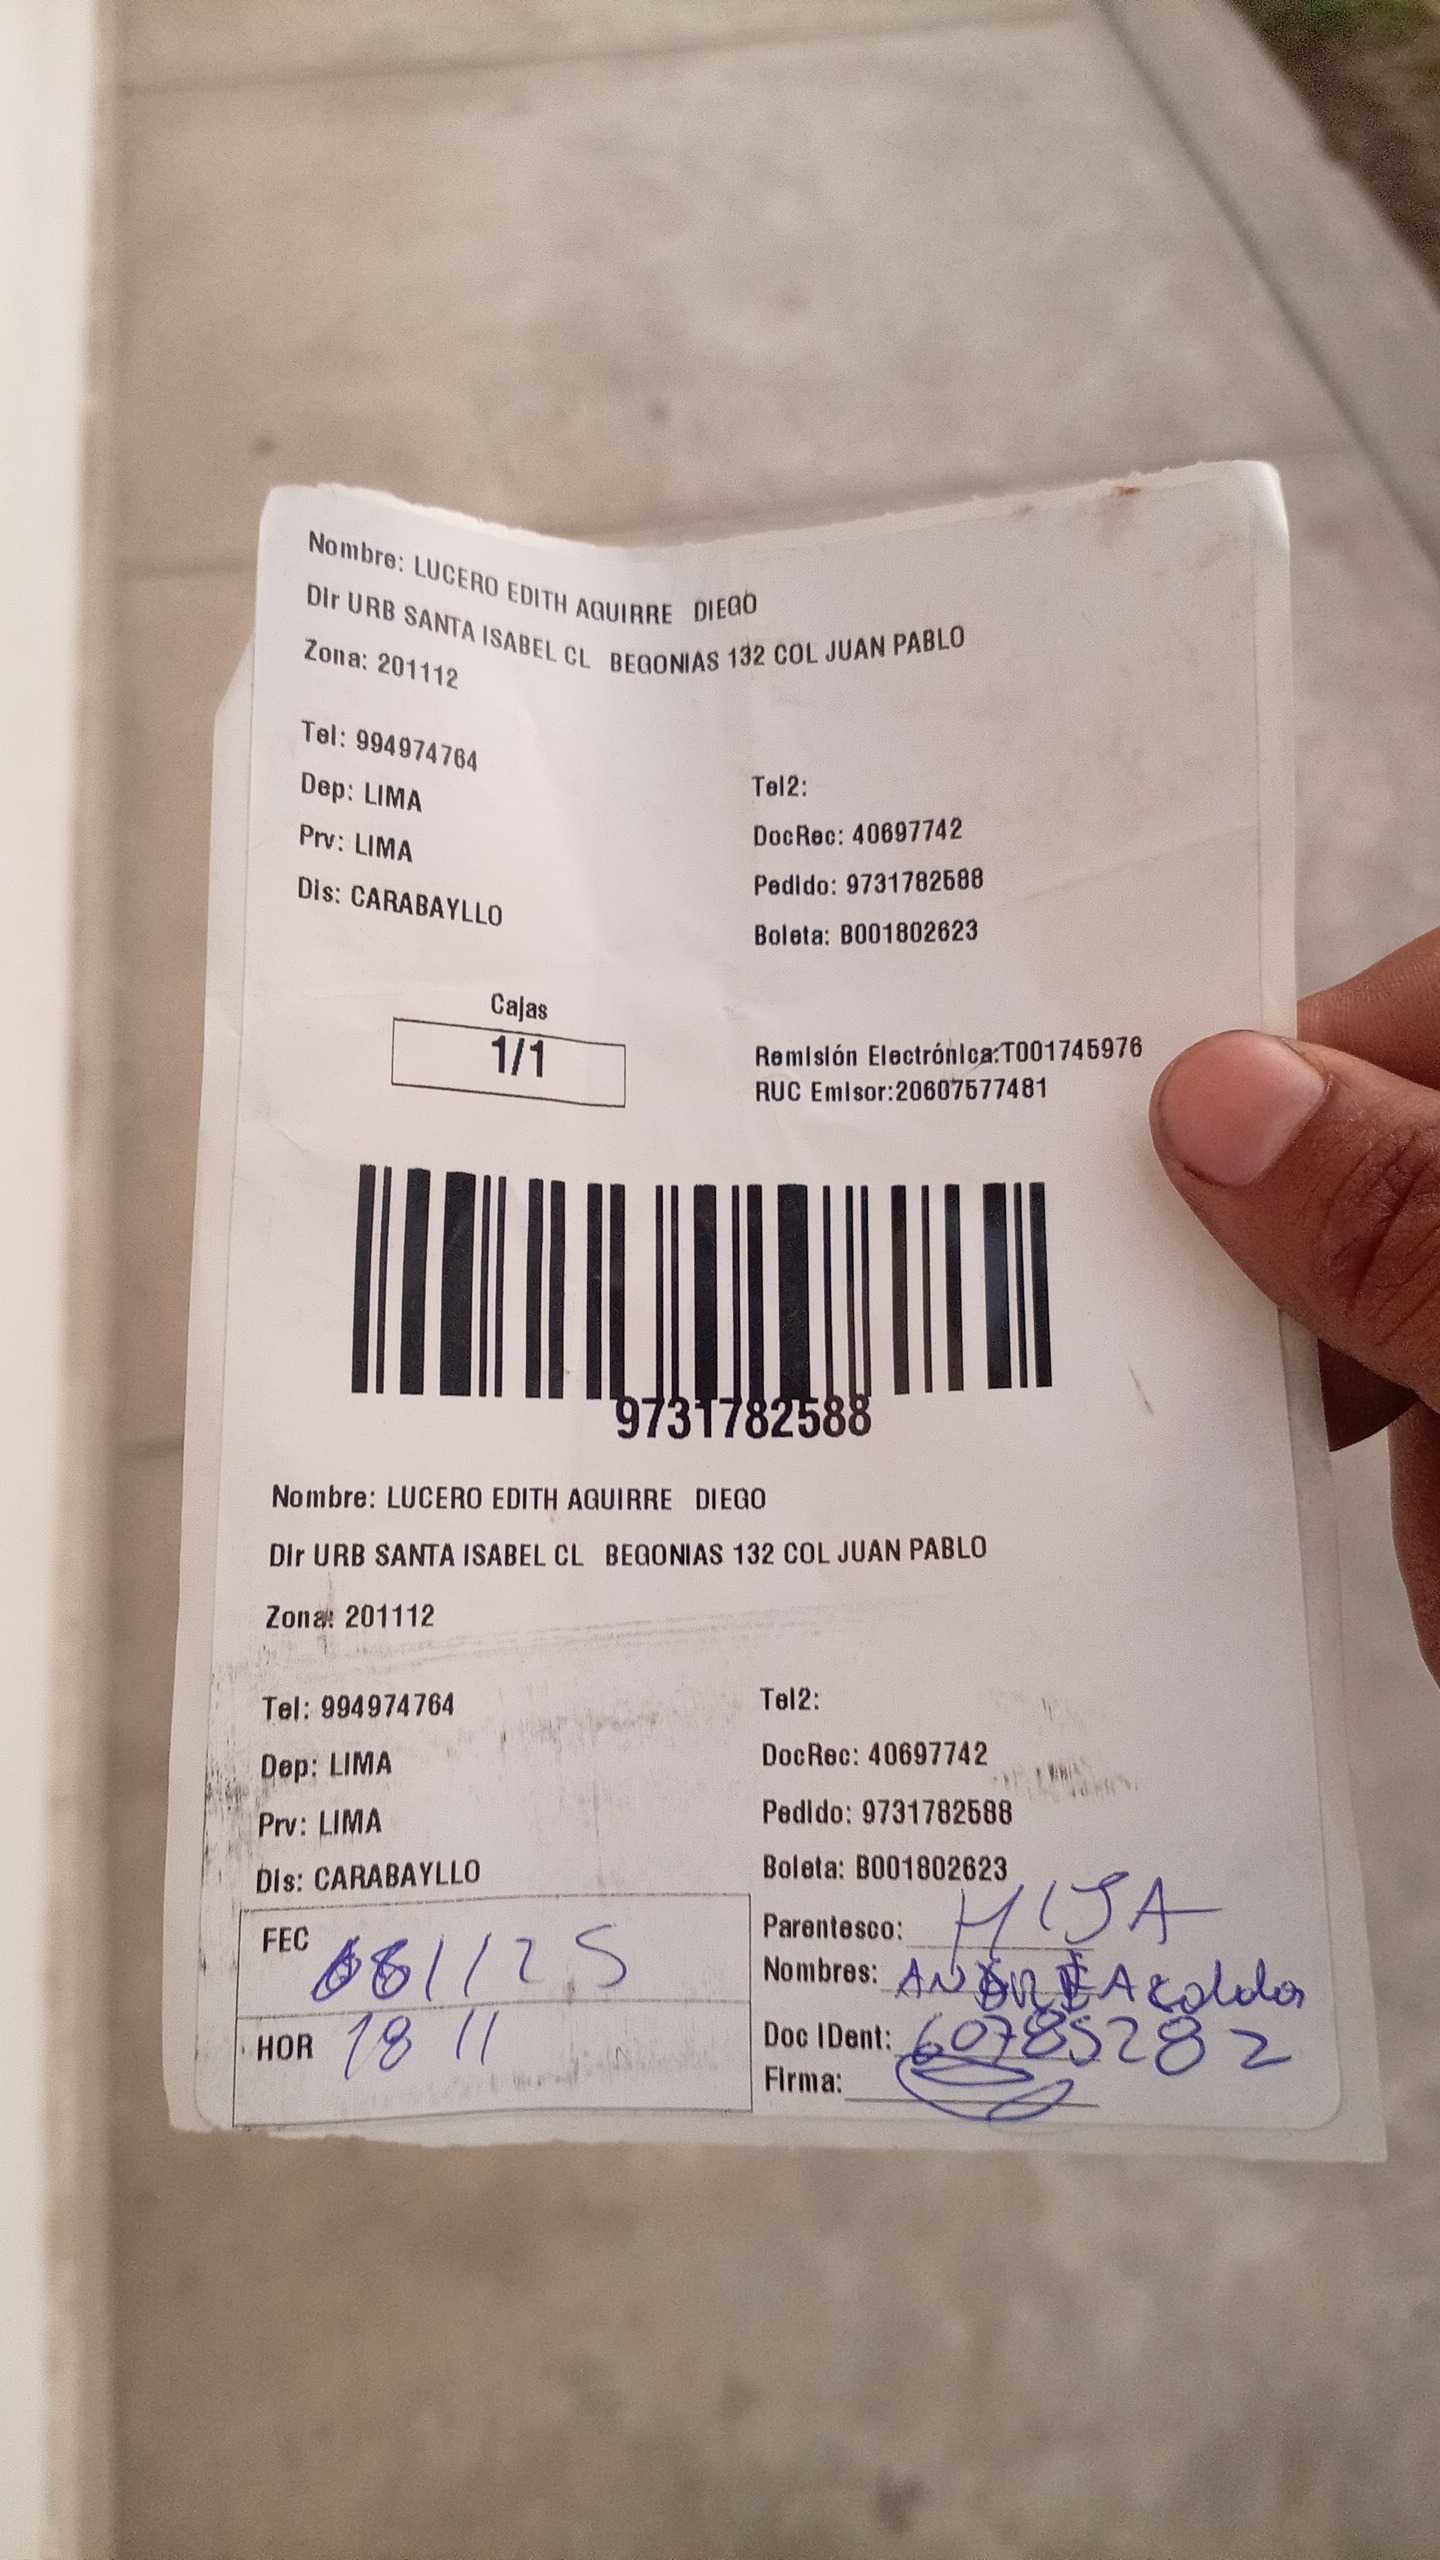 Nombre: LUCERO EDITH AGUIRRE DIEGO
Dir URB SANTA ISABEL CL BEGONIAS 132 COL JUAN PABLO
Zona: 201112
Tel: 994974764
Tel2:
Dep: LIMA
DocRec: 40697742
Prv: LIMA
Pedido: 9731782588
Dis: CARABAYLLO
Boleta: B001802623
Cajas
1/1
Remisión Electrónica:T001745976
RUC Emisor:20607577481
9731782588
Nombre: LUCERO EDITH AGUIRRE DIEGO
Dir URB SANTA ISABEL CL BEGONIAS 132 COL JUAN PABLO
Zona: 201112
Tel: 994974764
Tel2:
Dep: LIMA
DocRec: 40697742
Prv: LIMA
Pedido: 9731782588
Dis: CARABAYLLO
Boleta: B001802623
FEC
Parentesco: HIJA
Nombres: ANDREA
HOR 18 11
Doc IDent: 60785282
Firma: